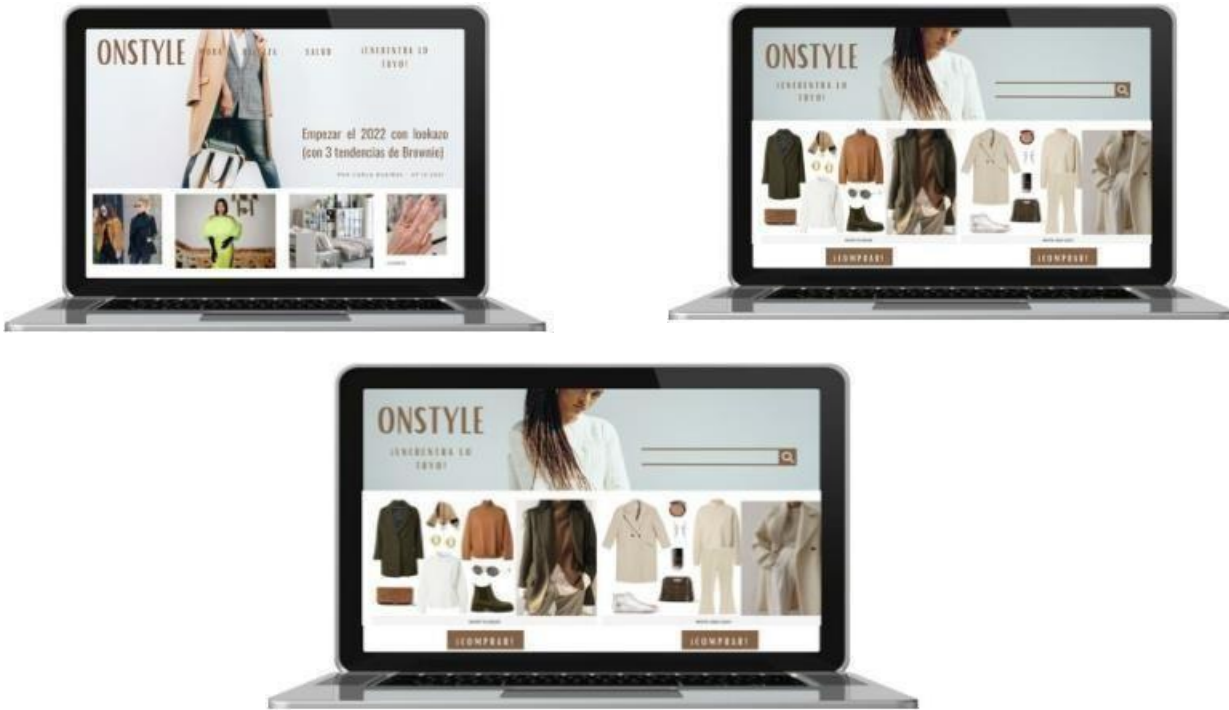 ONSTYLE
MODA BELLEZA SALUD ¡ENCUENTRA LO
TUYO!
Empezar el 2022 con lookazo
(con 3 tendencias de Brownie)
ONSTYLE
¡ENCUENTRA LO
TUYO!
¡COMPRAR! ¡COMPRAR!
ONSTYLE
¡ENCUENTRA LO
TUYO!
¡COMPRAR! ¡COMPRAR!